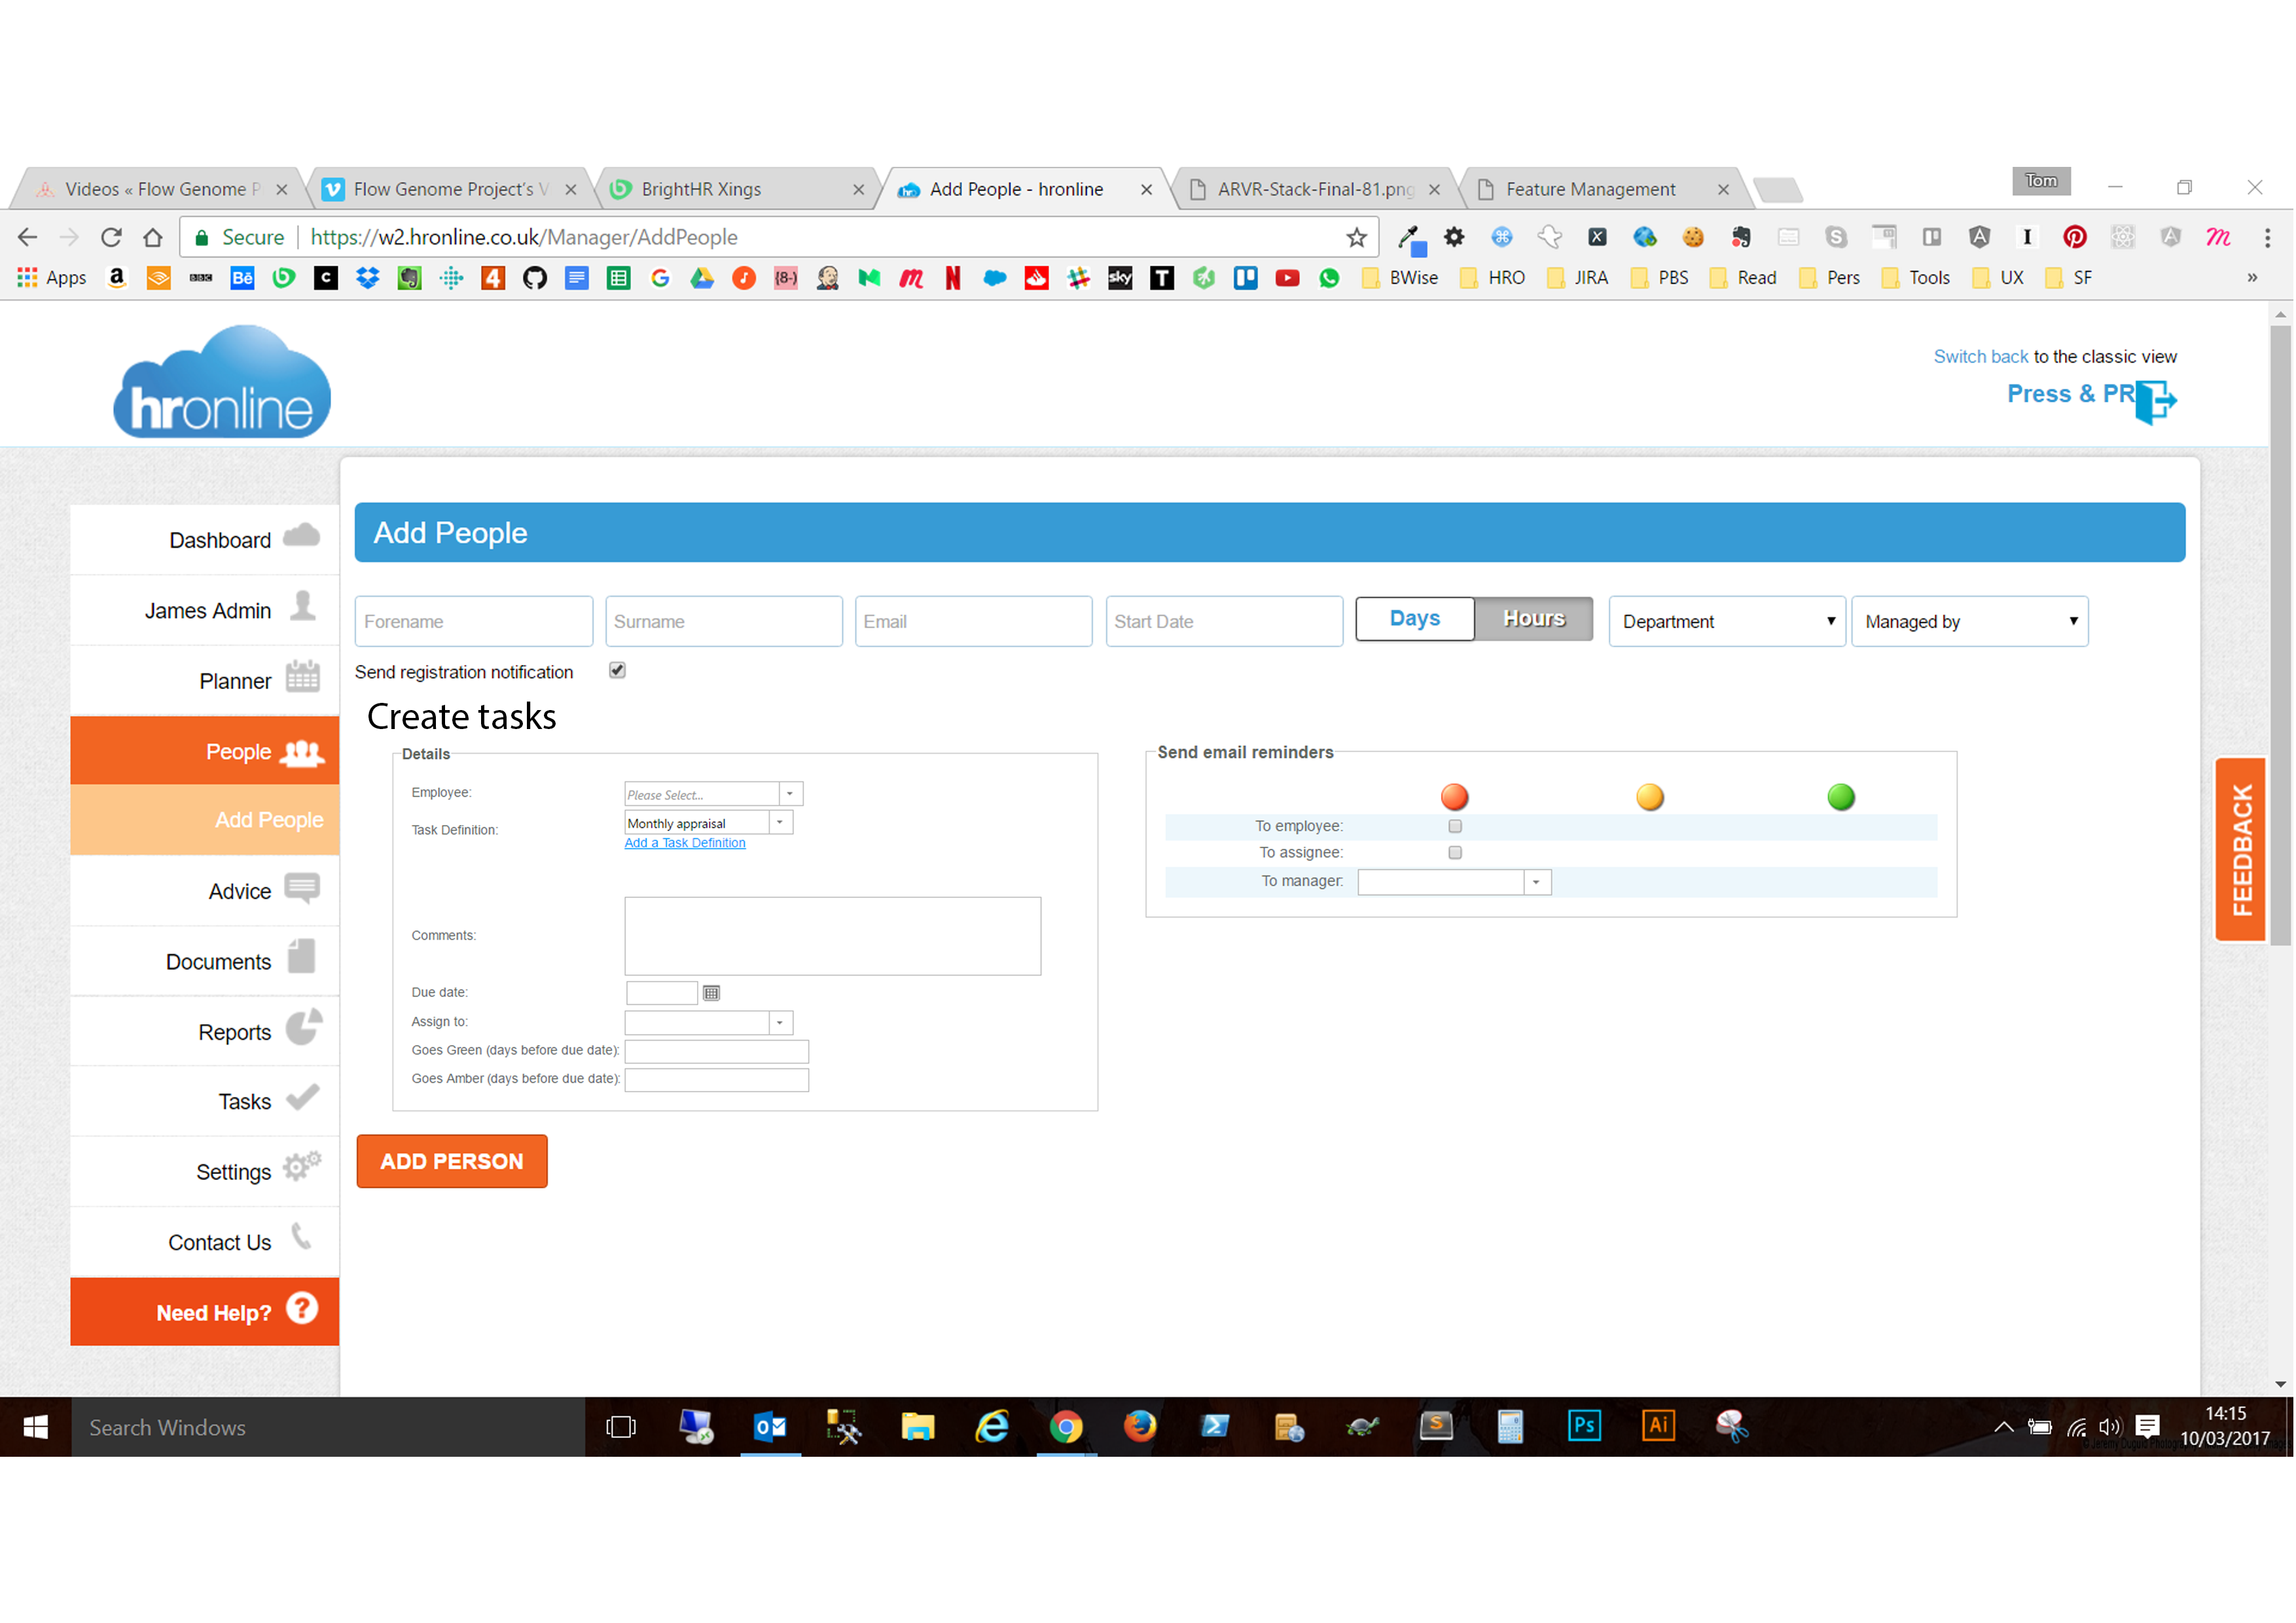 Videos « Flow Genome P
Flow Genome Project's V
BrightHR Xings
Add People - hronline
ARVR-Stack-Final-81.png
Feature Management
Tom
Secure
https://w2.hronline.co.uk/Manager/AddPeople
Apps
BWise
HRO
JIRA
PBS
Read
Pers
Tools
UX
SF
hronline
Switch back to the classic view
Press & PR
Dashboard
James Admin
Planner
People
Add People
Advice
Documents
Reports
Tasks
Settings
Contact Us
Need Help?
Add People
Forename
Surname
Email
Start Date
Days
Hours
Department
Managed by
Send registration notification
Create tasks
Details
Employee:
Please Select...
Task Definition:
Monthly appraisal
Add a Task Definition
Comments:
Due date:
Assign to:
Goes Green (days before due date):
Goes Amber (days before due date):
Send email reminders
To employee:
To assignee:
To manager:
ADD PERSON
FEEDBACK
Search Windows
14:15
10/03/2017